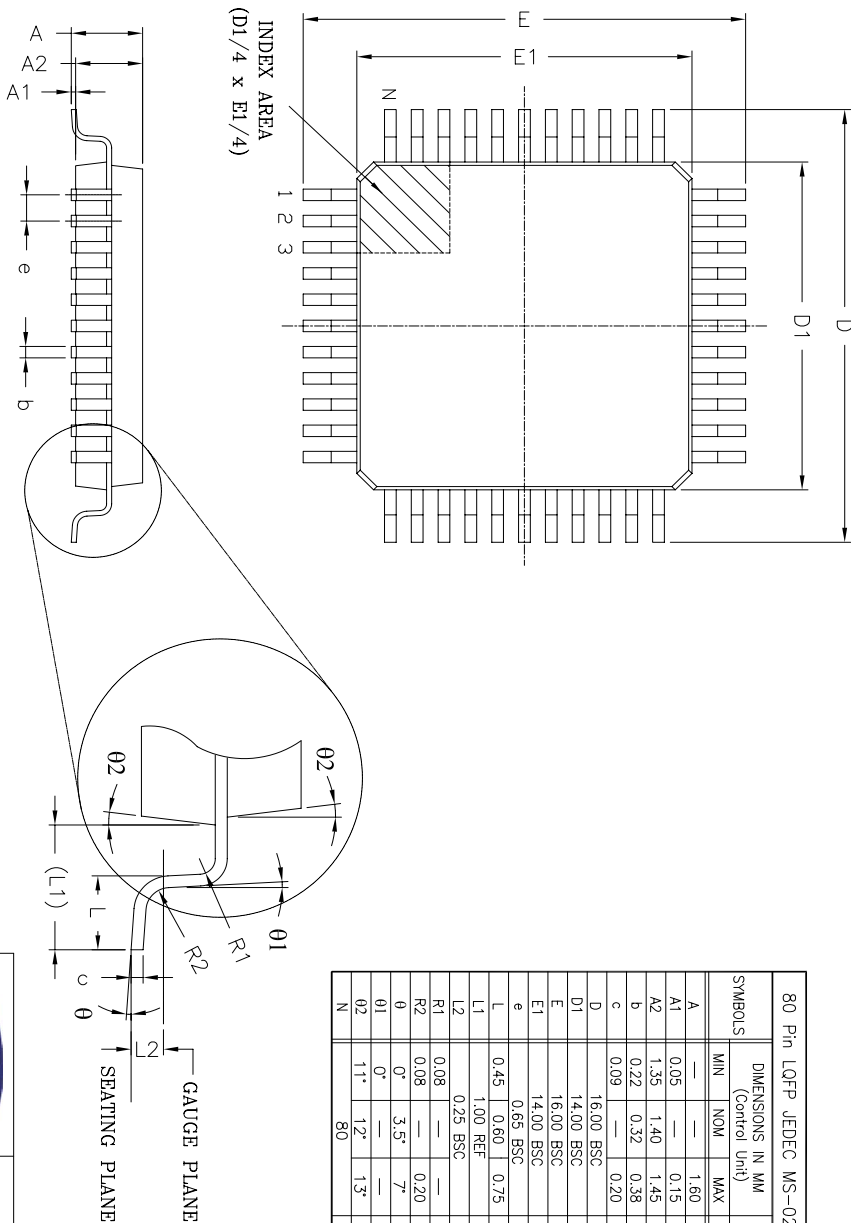 80 Pin LQFP JEDEC MS-02
SYMBOLS
DIMENSIONS IN MM
(Control Unit)
MIN NOM MAX
A — — 1.60
A1 0.05 — 0.15
A2 1.35 1.40 1.45
b 0.22 0.32 0.38
c 0.09 — 0.20
D 16.00 BSC
D1 14.00 BSC
E 16.00 BSC
E1 14.00 BSC
e 0.65 BSC
L 0.45 0.60 0.75
L1 1.00 REF
L2 0.25 BSC
R1 0.08 — —
R2 0.08 — 0.20
θ 0° 3.5° 7°
θ1 0° — —
θ2 11° 12° 13°
N 80
D
D1
E
E1
N
INDEX AREA
(D1/4 x E1/4)
1
2
3
A
A2
A1
e
b
θ2
θ2
θ1
R1
R2
L
(L1)
c
θ
L2
GAUGE PLANE
SEATING PLANE